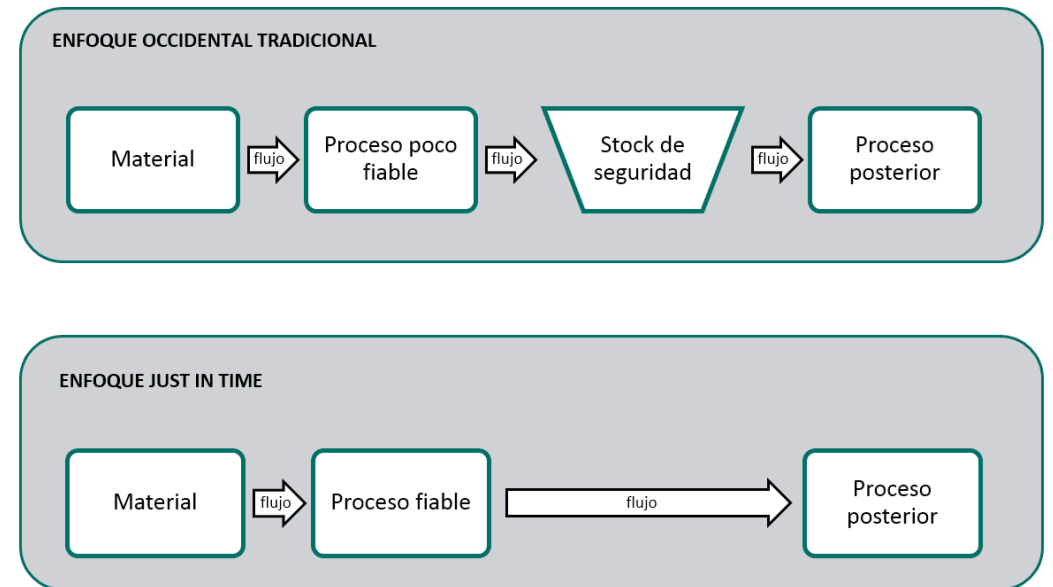 ENFOQUE OCCIDENTAL TRADICIONAL
Material
flujo
Proceso poco
fiable
flujo
Stock de
seguridad
flujo
Proceso
posterior
ENFOQUE JUST IN TIME
Material
flujo
Proceso fiable
flujo
Proceso
posterior